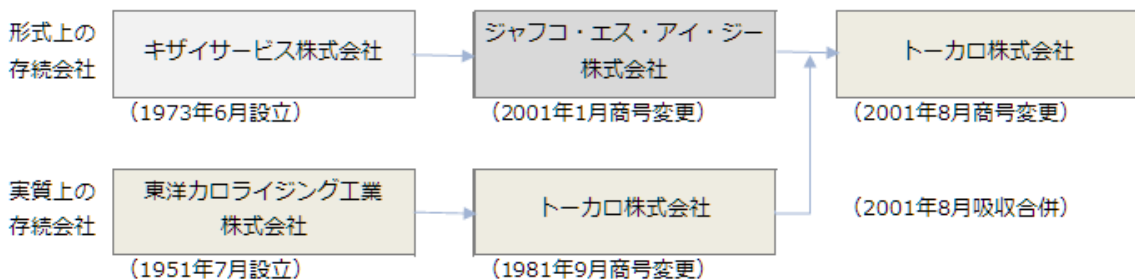 形式上の
存続会社
キザイサービス株式会社
(1973年6月設立)
ジャフコ・エス・アイ・ジー
株式会社
(2001年1月商号変更)
トーカロ株式会社
(2001年8月商号変更)
実質上の
存続会社
東洋カロライジング工業
株式会社
(1951年7月設立)
トーカロ株式会社
(1981年9月商号変更)
(2001年8月吸収合併)